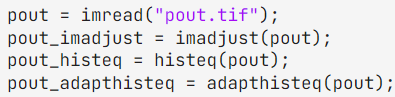 pout = imread("pout.tif");
pout_imadjust = imadjust(pout);
pout_histeq = histeq(pout);
pout_adapthisteq = adapthisteq(pout);